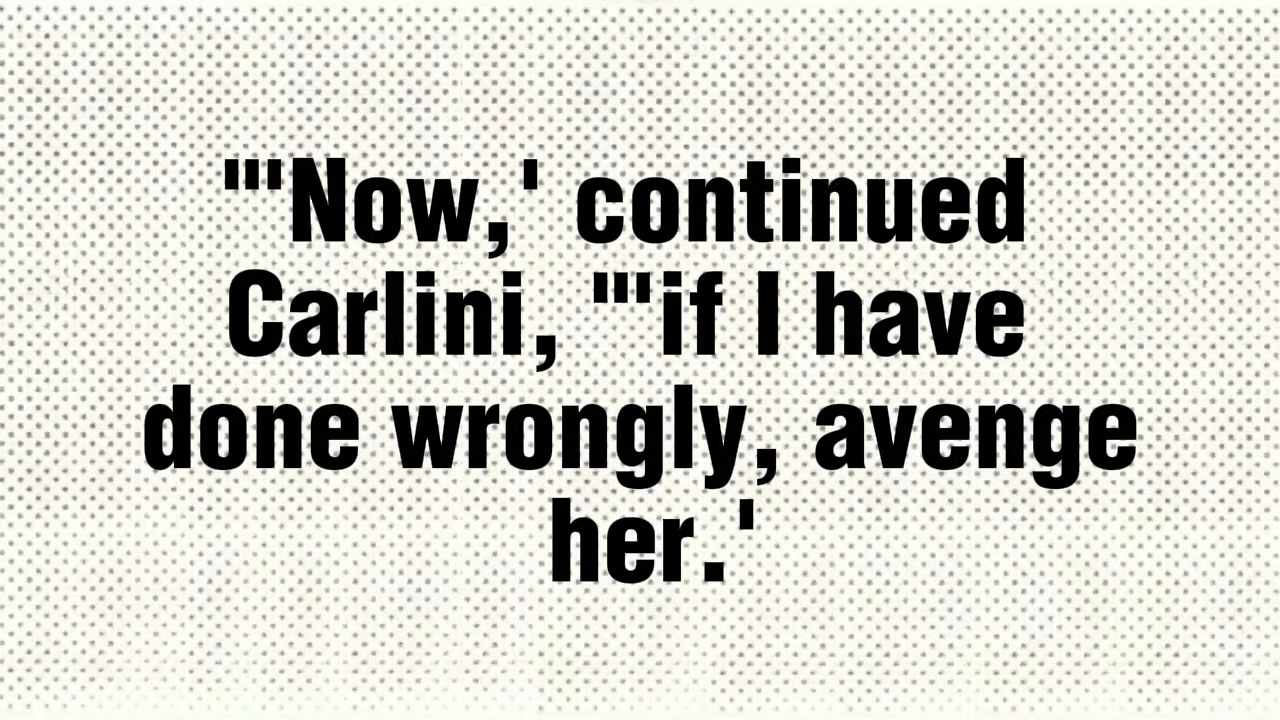 "'Now,' continued
Carlini, "'if I have
done wrongly, avenge
her.'